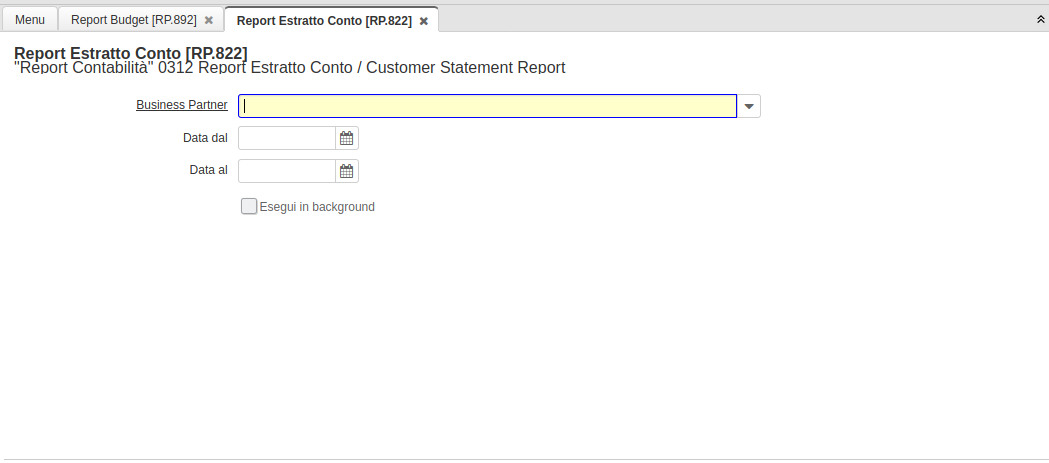 Menu
Report Budget [RP.892]
Report Estratto Conto [RP.822]
Report Estratto Conto [RP.822]
"Report Contabilità" 0312 Report Estratto Conto / Customer Statement Report
Business Partner
Data dal
Data al
Esegui in background